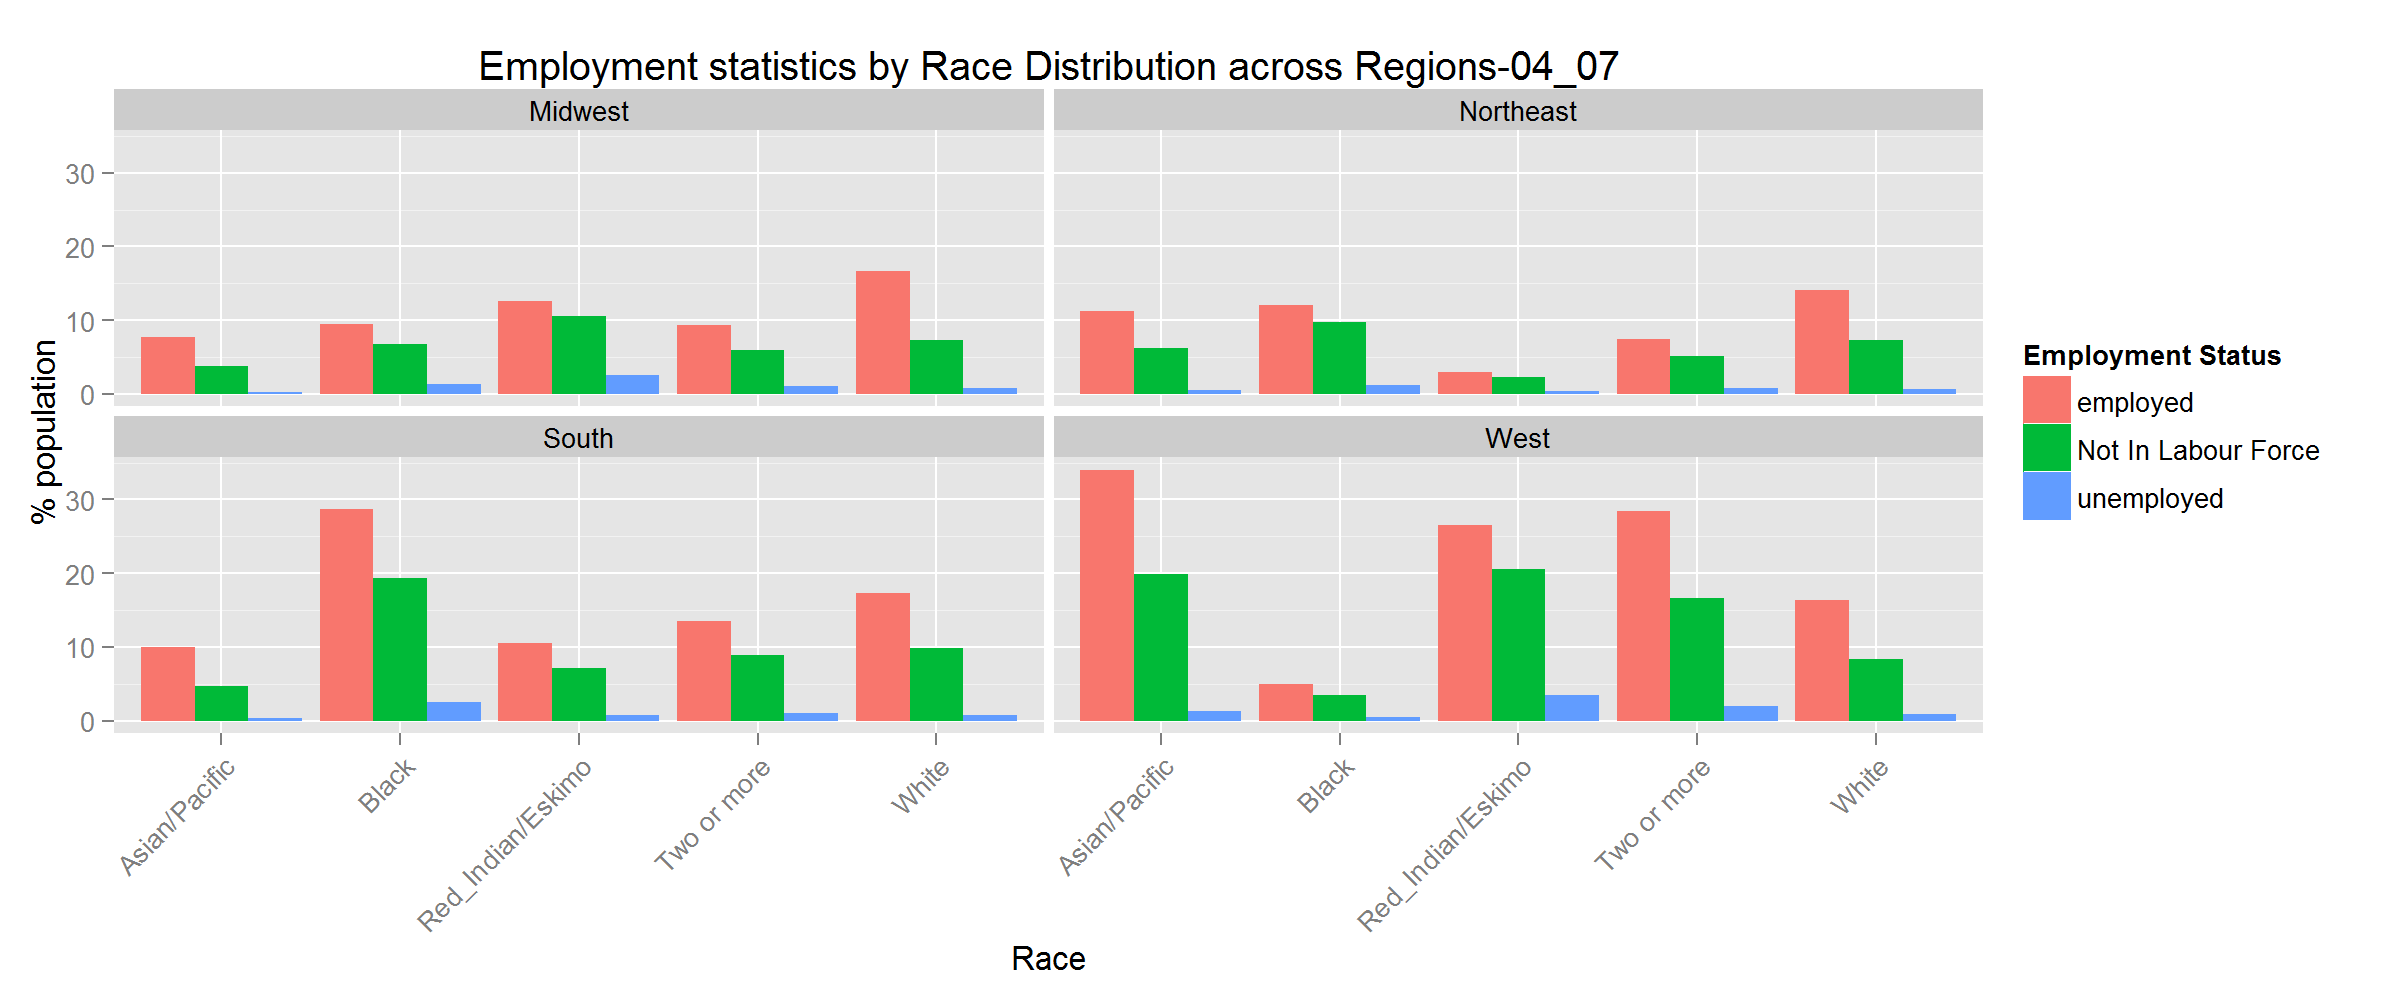 Employment statistics by Race Distribution across Regions-04_07
Midwest
Northeast
30
20
10
0
South
West
30
20
10
0
% population
Asian/Pacific
Black
Red_Indian/Eskimo
Two or more
White
Asian/Pacific
Black
Red_Indian/Eskimo
Two or more
White
Race
Employment Status
employed
Not In Labour Force
unemployed